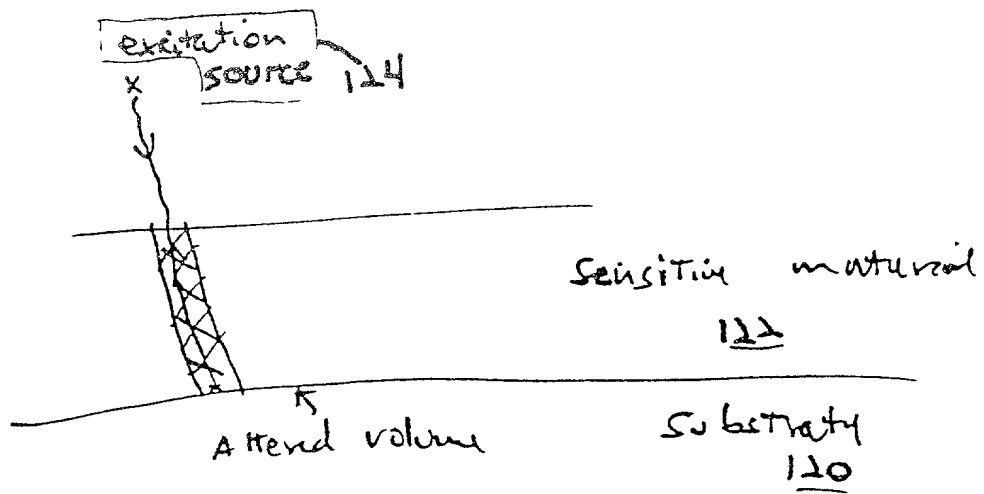 excitation
source
124
x
Sensitive material
122
Altered volume
Substrate
120